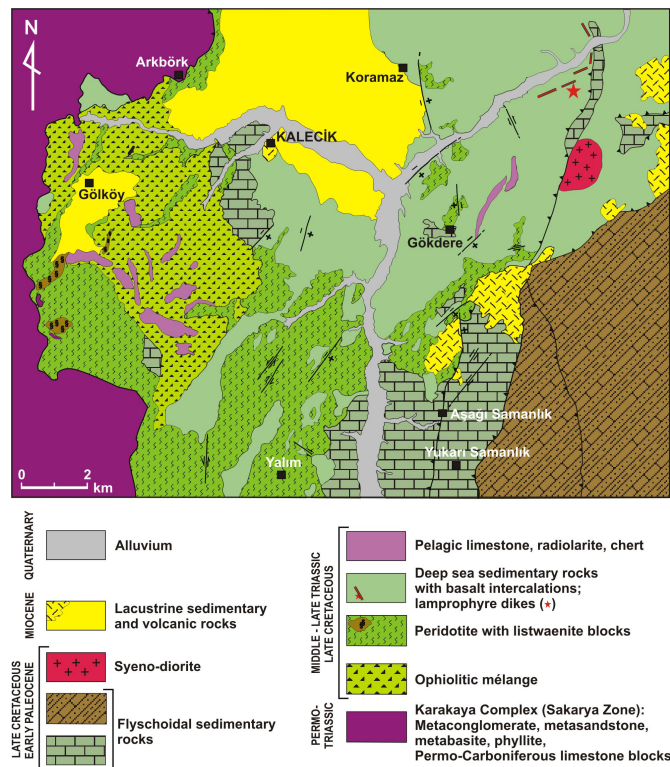 N
Arkbörk
Koramaz
KALECİK
Gölköy
Gökdere
Aşağı Samanlık
Yukarı Samanlık
Yalım
0 2
km
QUATERNARY
Alluvium
MIOCENE
Lacustrine sedimentary
and volcanic rocks
LATE CRETACEOUS
EARLY PALEOCENE
Syeno-diorite
Flyschoidal sedimentary
rocks
MIDDLE - LATE TRIASSIC
LATE CRETACEOUS
Pelagic limestone, radiolarite, chert
Deep sea sedimentary rocks
with basalt intercalations;
lamprophyre dikes (★)
Peridotite with listwaenite blocks
Ophiolitic mélange
PERMO-
TRIASSIC
Karakaya Complex (Sakarya Zone):
Metaconglomerate, metasandstone,
metabasite, phyllite,
Permo-Carboniferous limestone blocks